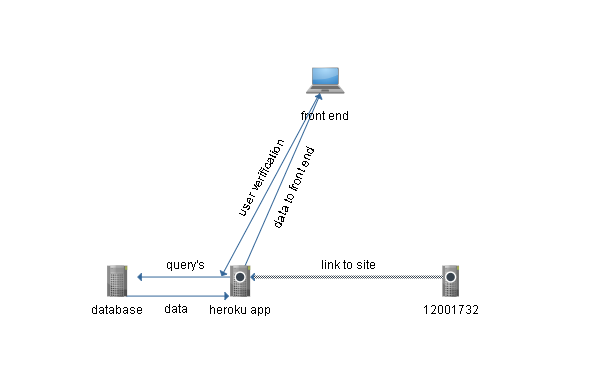 front end
user verification
data to front end
query's
link to site
database
data
heroku app
12001732